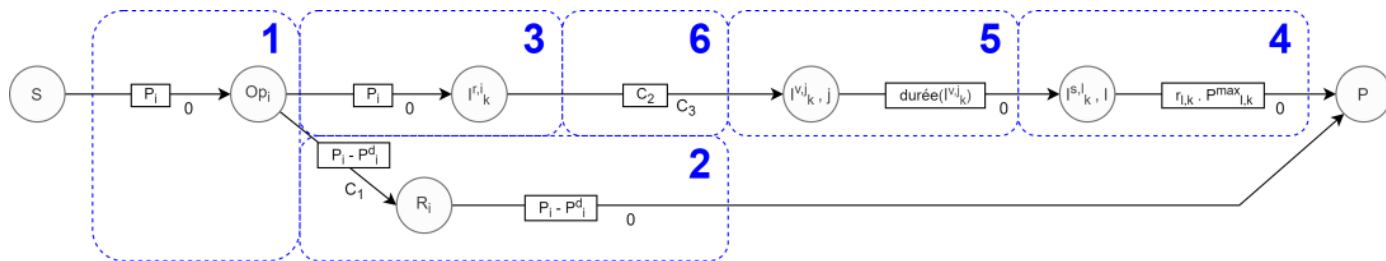 1
3
6
5
4
S
P_i
0
Op_i
P_i
0
I^{r,i}_k
C_2
C_3
I^{v,j}_k , j
durée(I^{v,j}_k)
0
I^{s,l}_k , l
r_{l,k} . P^{max}_{l,k}
0
P
P_i - P^d_i
C_1
2
R_i
P_i - P^d_i
0